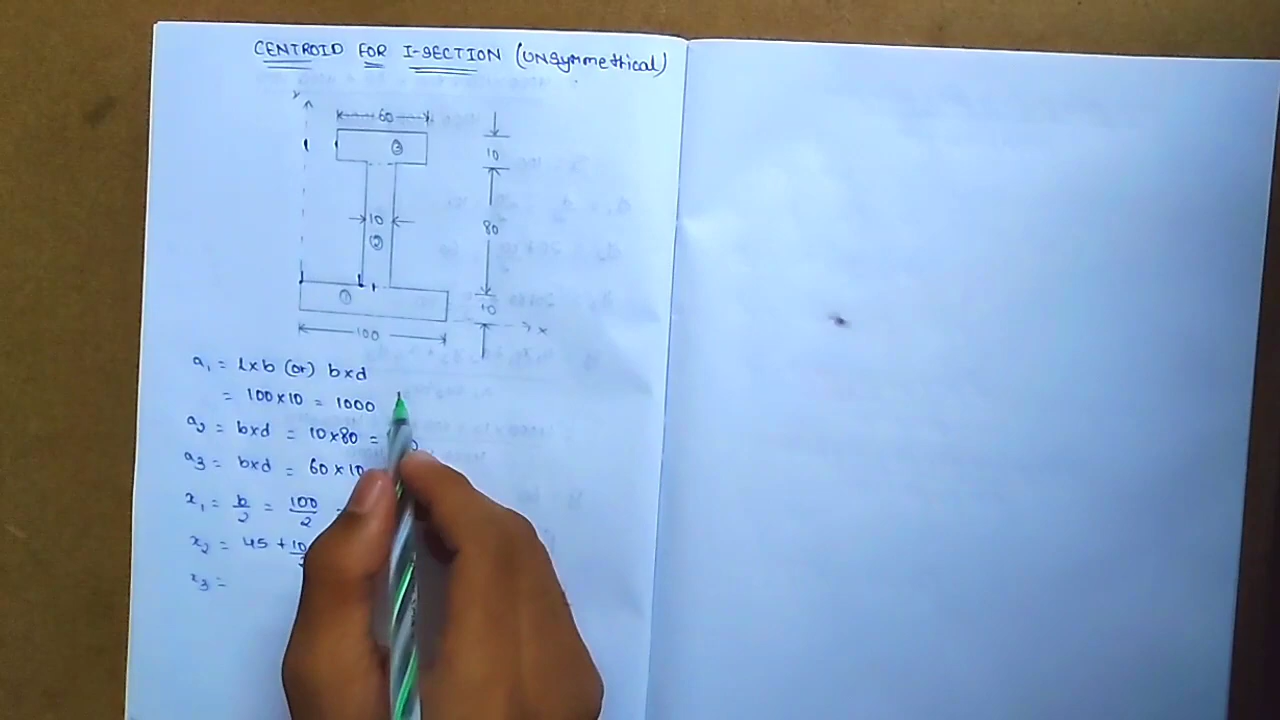 CENTROID FOR I-SECTION (Unsymmetrical)
Y
60
③
10
10
80
②
①
10
x
100
a₁ = l×b (or) b×d
= 100×10 = 1000
a₂ = b×d = 10×80 =
a₃ = b×d = 60×10
x₁ = b/2 = 100/2 =
x₂ = 45 + 10
x₃ =